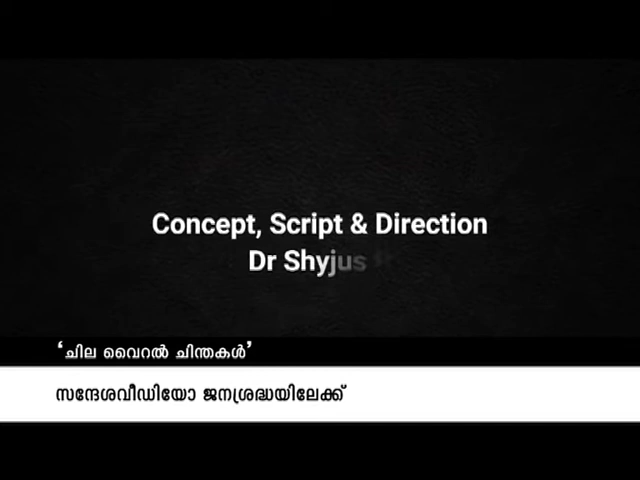 Concept, Script & Direction
Dr Shyjus
‘ചില വൈറൽ ചിന്തകൾ’
സന്ദേശവീഡിയോ ജനശ്രദ്ധയിലേക്ക്